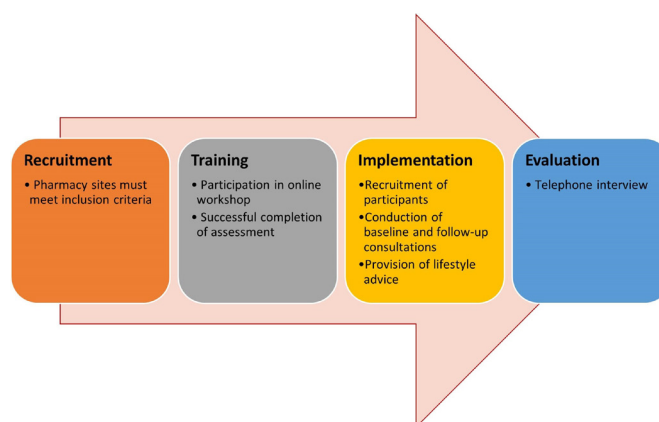 Recruitment
• Pharmacy sites must
meet inclusion criteria
Training
• Participation in online
workshop
• Successful completion
of assessment
Implementation
•Recruitment of
participants
•Conduction of
baseline and follow-up
consultations
•Provision of lifestyle
advice
Evaluation
• Telephone interview